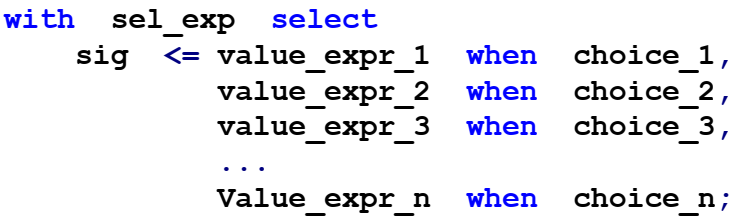 with sel_exp select
sig <= value_expr_1 when choice_1,
value_expr_2 when choice_2,
value_expr_3 when choice_3,
...
Value_expr_n when choice_n;